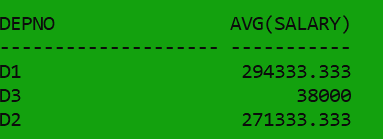 DEPNO AVG(SALARY)
-------------------- -----------
D1 294333.333
D3 38000
D2 271333.333